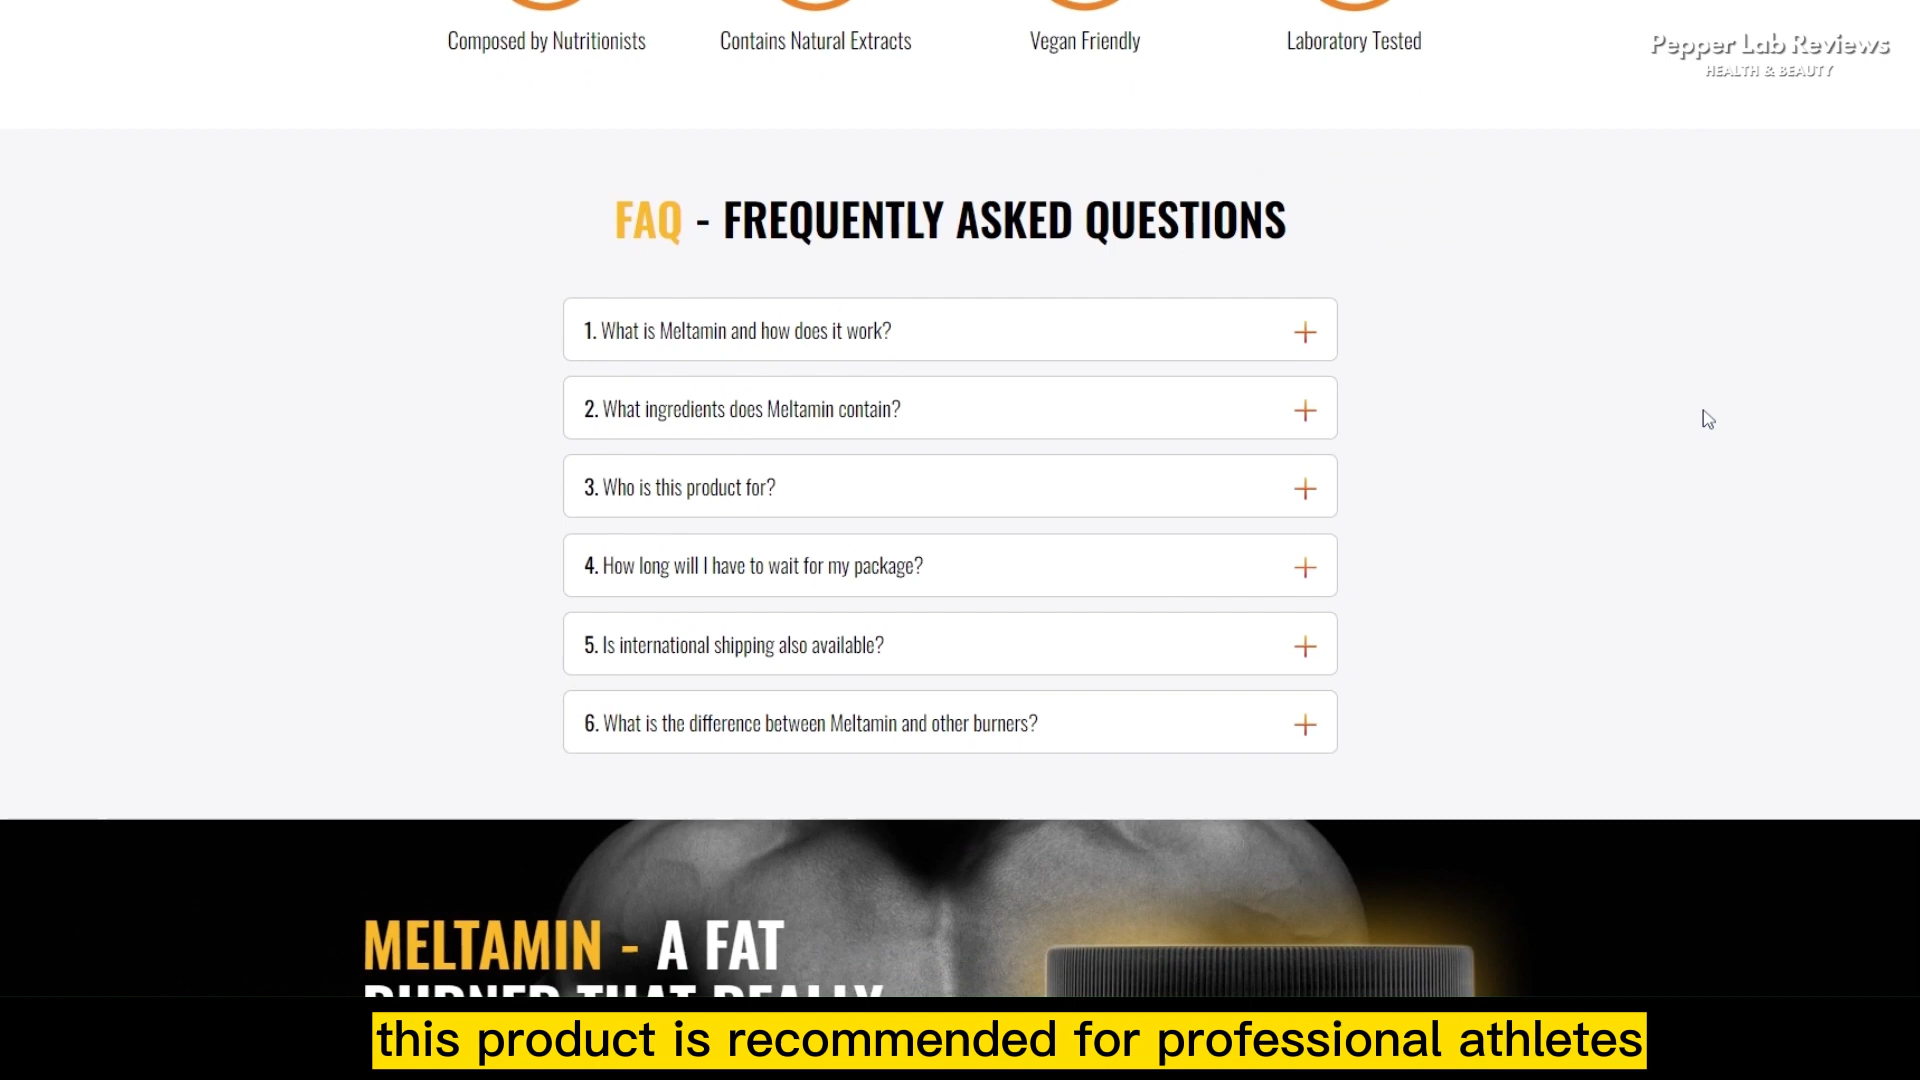 Composed by Nutritionists
Contains Natural Extracts
Vegan Friendly
Laboratory Tested
Pepper Lab Reviews
HEALTH & BEAUTY
FAQ - FREQUENTLY ASKED QUESTIONS
1. What is Meltamin and how does it work?
2. What ingredients does Meltamin contain?
3. Who is this product for?
4. How long will I have to wait for my package?
5. Is international shipping also available?
6. What is the difference between Meltamin and other burners?
MELTAMIN - A FAT
BURNER THAT REALLY
this product is recommended for professional athletes